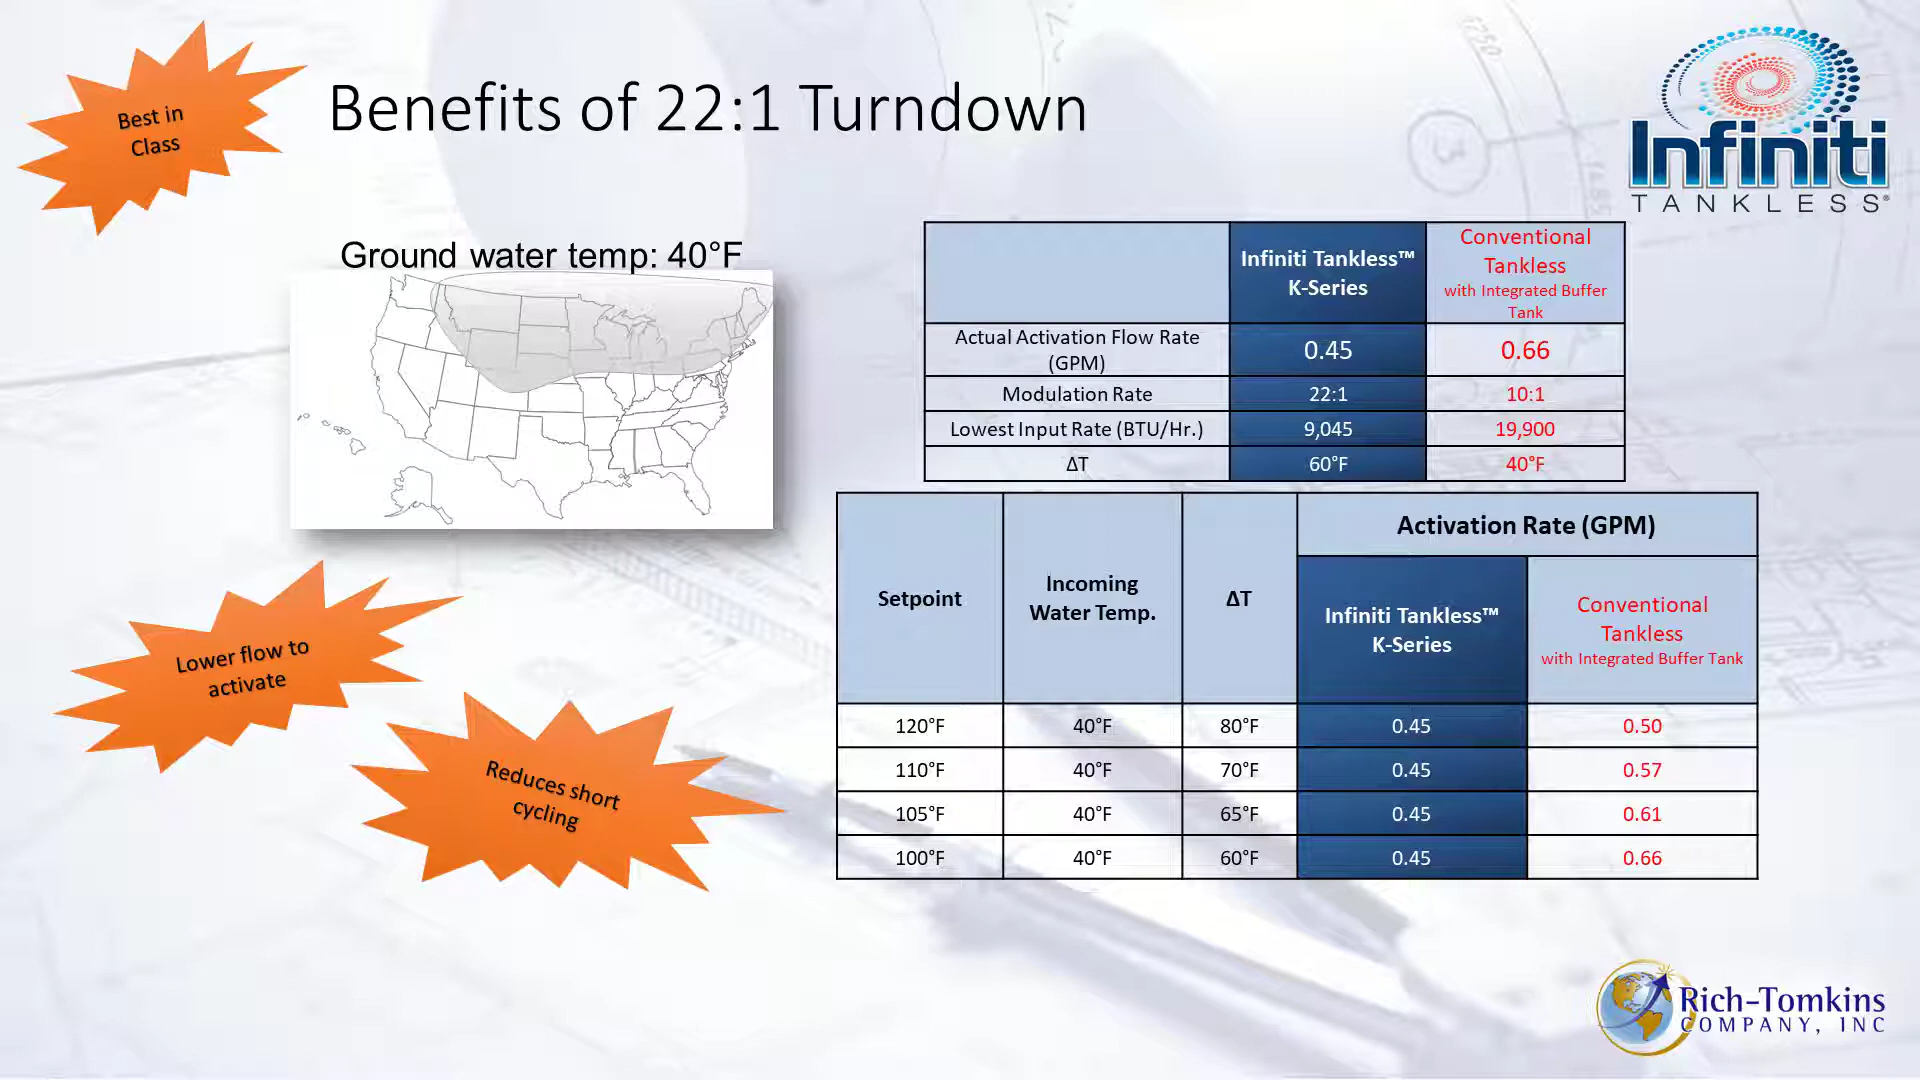 Best in
Class
Benefits of 22:1 Turndown
Infiniti
TANKLESS®
Ground water temp: 40°F
Infiniti Tankless™
K-Series
Conventional
Tankless
with Integrated Buffer
Tank
Actual Activation Flow Rate
(GPM)
0.45
0.66
Modulation Rate
22:1
10:1
Lowest Input Rate (BTU/Hr.)
9,045
19,900
ΔT
60°F
40°F
Setpoint
Incoming
Water Temp.
ΔT
Activation Rate (GPM)
Infiniti Tankless™
K-Series
Conventional
Tankless
with Integrated Buffer Tank
120°F
40°F
80°F
0.45
0.50
110°F
40°F
70°F
0.45
0.57
105°F
40°F
65°F
0.45
0.61
100°F
40°F
60°F
0.45
0.66
Lower flow to
activate
Reduces short
cycling
Rich-Tomkins
COMPANY, INC